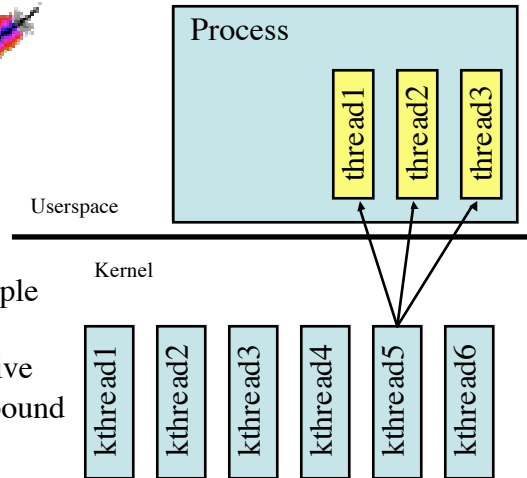 Process
thread1
thread2
thread3
Userspace
Kernel
kthread1
kthread2
kthread3
kthread4
kthread5
kthread6